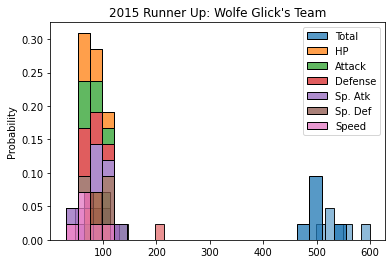 2015 Runner Up: Wolfe Glick's Team
Probability
0.30
0.25
0.20
0.15
0.10
0.05
0.00
100
200
300
400
500
600
Total
HP
Attack
Defense
Sp. Atk
Sp. Def
Speed